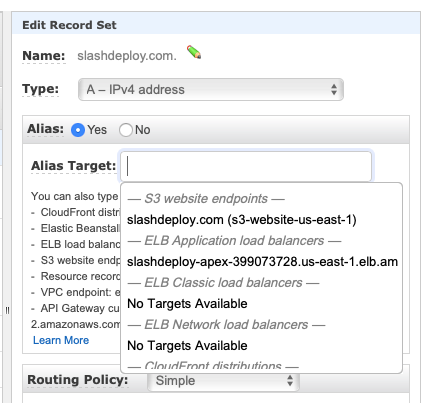 Edit Record Set
Name: slashdeploy.com.
Type: A – IPv4 address
Alias: Yes No
Alias Target:
You can also type
- CloudFront distri
- Elastic Beanstall
- ELB load balanc
- S3 website endp
- Resource record
- VPC endpoint: e
- API Gateway cu
2.amazonaws.com
Learn More
— S3 website endpoints —
slashdeploy.com (s3-website-us-east-1)
— ELB Application load balancers —
slashdeploy-apex-399073728.us-east-1.elb.am
— ELB Classic load balancers —
No Targets Available
— ELB Network load balancers —
No Targets Available
— CloudFront distributions —
Routing Policy: Simple